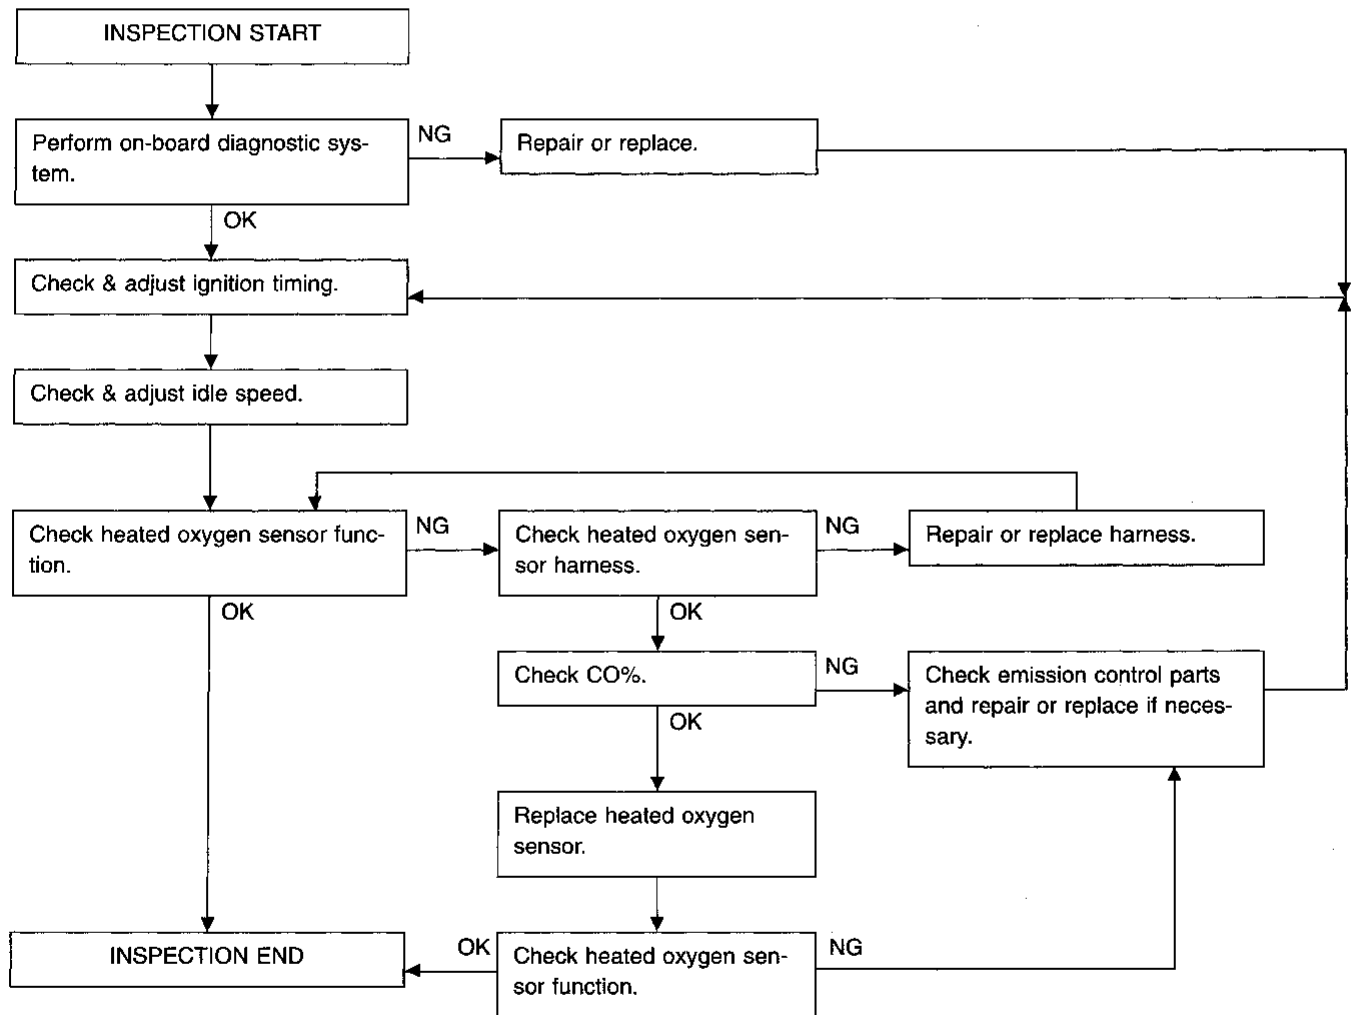 INSPECTION START
Perform on-board diagnostic sys-
tem.
NG
Repair or replace.
OK
Check & adjust ignition timing.
Check & adjust idle speed.
Check heated oxygen sensor func-
tion.
NG
Check heated oxygen sen-
sor harness.
NG
Repair or replace harness.
OK
OK
Check CO%.
NG
Check emission control parts
and repair or replace if neces-
sary.
OK
Replace heated oxygen
sensor.
INSPECTION END
OK
Check heated oxygen sen-
sor function.
NG